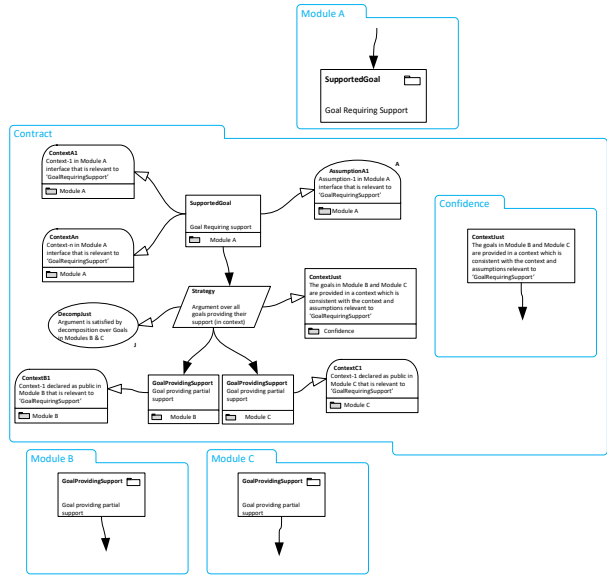 Module A
SupportedGoal
Goal Requiring Support
Contract
ContextA1
Context-1 in Module A
interface that is relevant to
'GoalRequiringSupport'
Module A
A
AssumptionA1
Assumption-1 in Module A
interface that is relevant to
'GoalRequiringSupport'
Module A
SupportedGoal
Goal Requiring support
Module A
ContextAn
Context-n in Module A
interface that is relevant to
'GoalRequiringSupport'
Module A
Confidence
ContextJust
The goals in Module B and Module C
are provided in a context which is
consistent with the context and
assumptions relevant to
'GoalRequiringSupport'
Strategy
Argument over all
goals providing their
support (in context)
ContextJust
The goals in Module B and Module C
are provided in a context which is
consistent with the context and
assumptions relevant to
'GoalRequiringSupport'
Confidence
DecompJust
Argument is satisfied by
decomposition over Goals
in Modules B & C
J
ContextB1
Context-1 declared as public in
Module B that is relevant to
'GoalRequiringSupport'
Module B
GoalProvidingSupport
Goal providing partial
support
Module B
GoalProvidingSupport
Goal providing partial
support
Module C
ContextC1
Context-1 declared as public in
Module C that is relevant to
'GoalRequiringSupport'
Module C
Module B
GoalProvidingSupport
Goal providing partial
support
Module C
GoalProvidingSupport
Goal providing partial
support